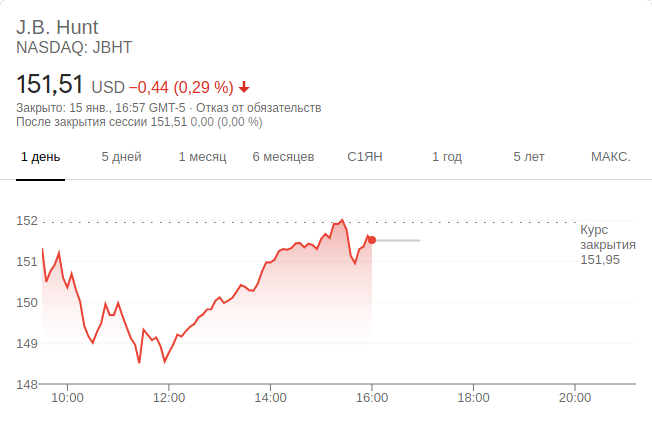 J.B. Hunt
NASDAQ: JBHT
151,51 USD −0,44 (0,29 %)
Закрыто: 15 янв., 16:57 GMT-5 · Отказ от обязательств
После закрытия сессии 151,51 0,00 (0,00 %)
1 день 5 дней 1 месяц 6 месяцев С1ЯН 1 год 5 лет МАКС.
152
Курс
закрытия
151,95
151
150
149
148
10:00 12:00 14:00 16:00 18:00 20:00